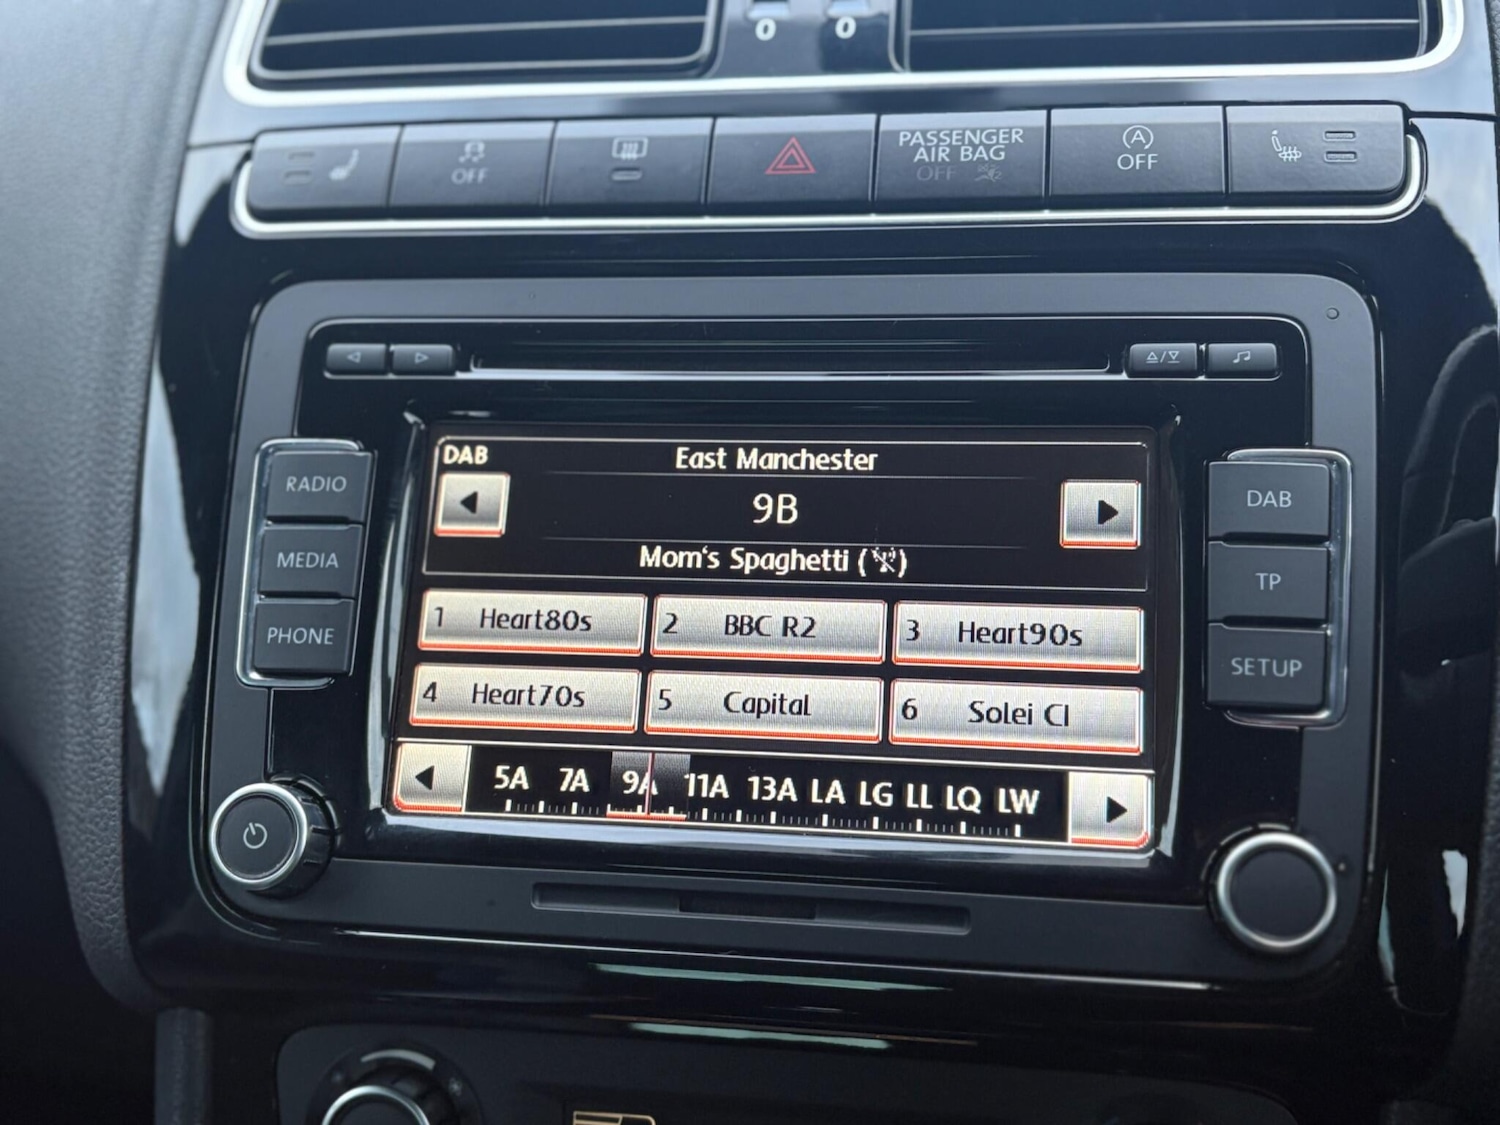 0 0
OFF
PASSENGER
AIR BAG
OFF
A
OFF
RADIO
MEDIA
PHONE
DAB
East Manchester
9B
Mom's Spaghetti ( )
1 Heart80s
2 BBC R2
3 Heart90s
4 Heart70s
5 Capital
6 Solei Cl
5A 7A 9A 11A 13A LA LG LL LQ LW
DAB
TP
SETUP